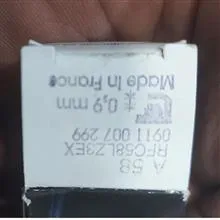 A 58
RFC58LZ3EX
0911 007 299
± 0,9 mm
Made In France